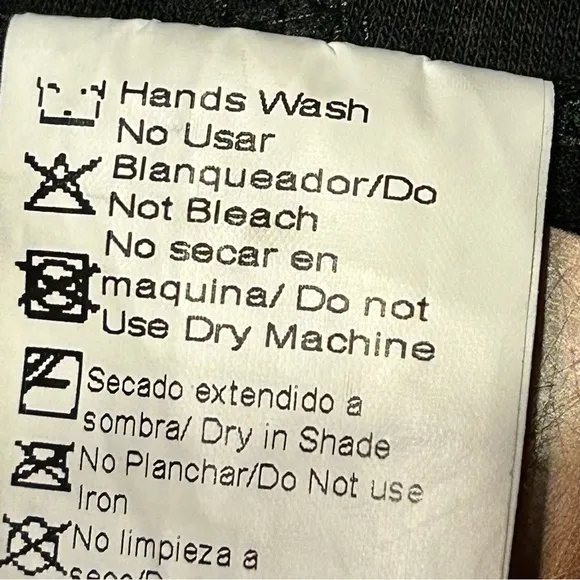 Hands Wash
No Usar
Blanqueador/Do
Not Bleach
No secar en
maquina/ Do not
Use Dry Machine
Secado extendido a
sombra/ Dry in Shade
No Planchar/Do Not use
Iron
No limpieza a